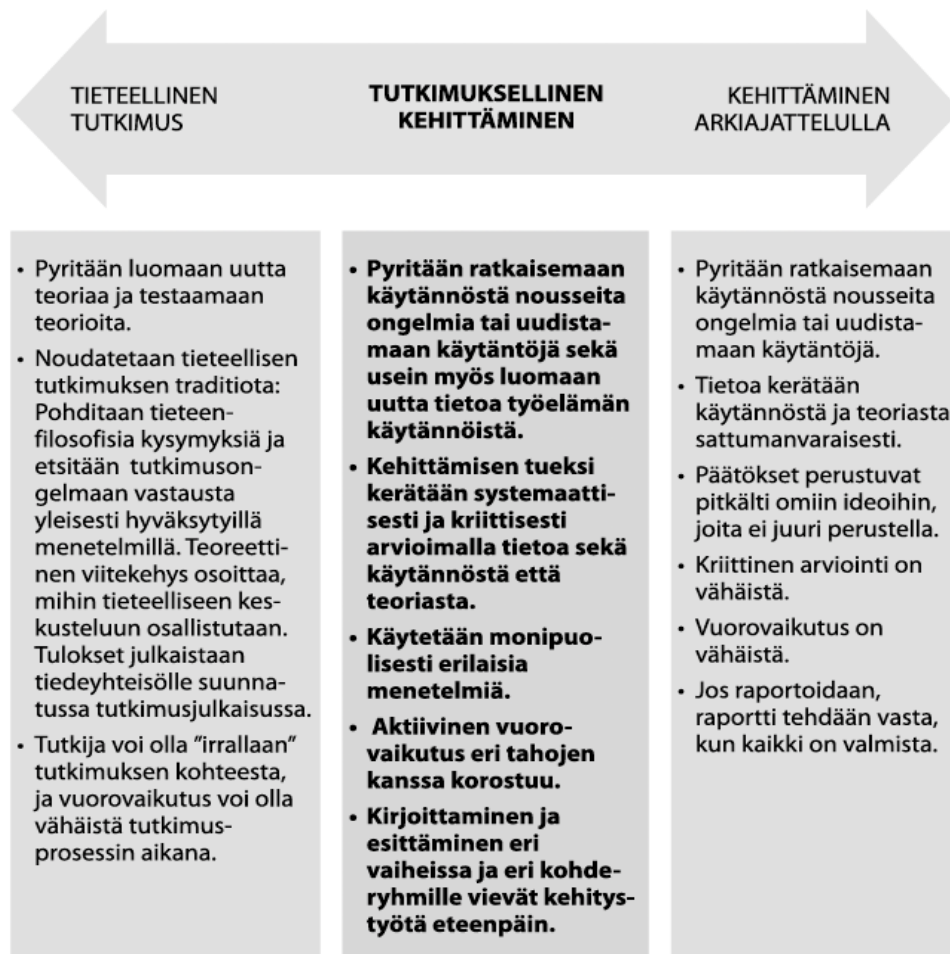 TIETEELLINEN
TUTKIMUS
TUTKIMUKSELLINEN
KEHITTÄMINEN
KEHITTÄMINEN
ARKIAJATTELULLA
• Pyritään luomaan uutta
teoriaa ja testaamaan
teorioita.
• Noudatetaan tieteellisen
tutkimuksen traditiota:
Pohditaan tieteen-
filosofisia kysymyksiä ja
etsitään tutkimuson-
gelmaan vastausta
yleisesti hyväksytyillä
menetelmillä. Teoreetti-
nen viitekehys osoittaa,
mihin tieteelliseen kes-
kusteluun osallistutaan.
Tulokset julkaistaan
tiedeyhteisölle suunna-
tussa tutkimusjulkaisussa.
• Tutkija voi olla ”irrallaan”
tutkimuksen kohteesta,
ja vuorovaikutus voi olla
vähäistä tutkimus-
prosessin aikana.
• Pyritään ratkaisemaan
käytännöstä nousseita
ongelmia tai uudista-
maan käytäntöjä sekä
usein myös luomaan
uutta tietoa työelämän
käytännöistä.
• Kehittämisen tueksi
kerätään systemaatti-
sesti ja kriittisesti
arvioimalla tietoa sekä
käytännöstä että
teoriasta.
• Käytetään monipuo-
lisesti erilaisia
menetelmiä.
• Aktiivinen vuoro-
vaikutus eri tahojen
kanssa korostuu.
• Kirjoittaminen ja
esittäminen eri
vaiheissa ja eri kohde-
ryhmille vievät kehitys-
työtä eteenpäin.
• Pyritään ratkaisemaan
käytännöstä nousseita
ongelmia tai uudista-
maan käytäntöjä.
• Tietoa kerätään
käytännöstä ja teoriasta
sattumanvaraisesti.
• Päätökset perustuvat
pitkälti omiin ideoihin,
joita ei juuri perustella.
• Kriittinen arviointi on
vähäistä.
• Vuorovaikutus on
vähäistä.
• Jos raportoidaan,
raportti tehdään vasta,
kun kaikki on valmista.